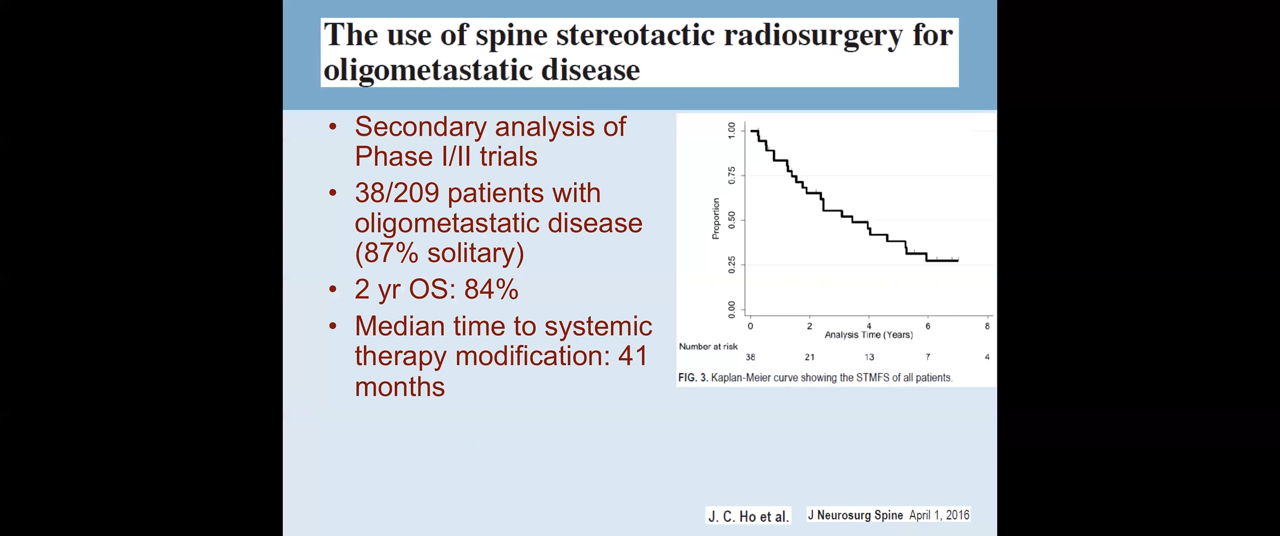 The use of spine stereotactic radiosurgery for
oligometastatic disease
• Secondary analysis of
Phase I/II trials
• 38/209 patients with
oligometastatic disease
(87% solitary)
• 2 yr OS: 84%
• Median time to systemic
therapy modification: 41
months
Proportion
1.00
0.75
0.50
0.25
0.00
0 2 4 6 8
Analysis Time (Years)
Number at risk
38 21 13 7 4
FIG. 3. Kaplan-Meier curve showing the STMFS of all patients.
J. C. Ho et al. J Neurosurg Spine April 1, 2016